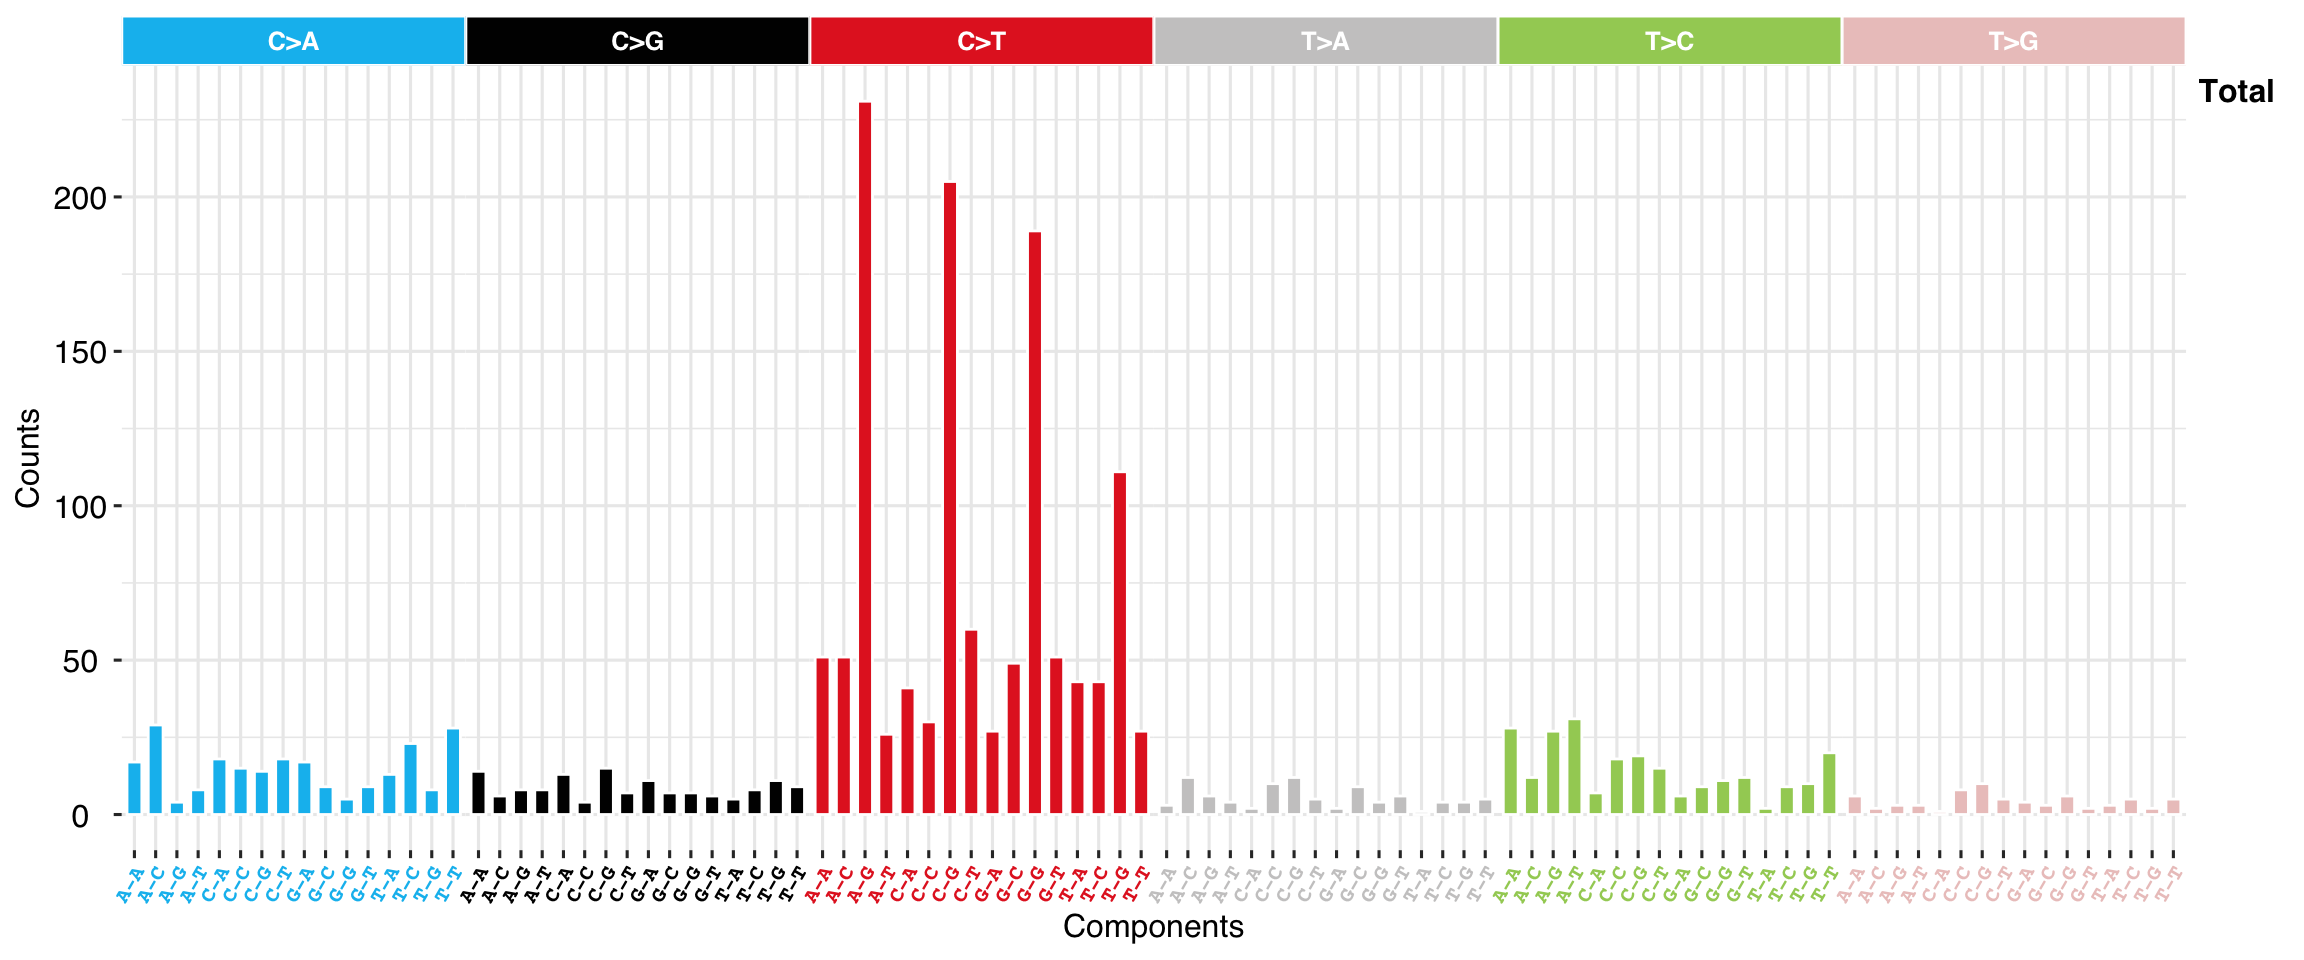 C>A C>G C>T T>A T>C T>G
Total
200
150
100
50
0
Counts
A-A A-C A-G A-T C-A C-C C-G C-T G-A G-C G-G G-T T-A T-C T-G T-T A-A A-C A-G A-T C-A C-C C-G C-T G-A G-C G-G G-T T-A T-C T-G T-T A-A A-C A-G A-T C-A C-C C-G C-T G-A G-C G-G G-T T-A T-C T-G T-T A-A A-C A-G A-T C-A C-C C-G C-T G-A G-C G-G G-T T-A T-C T-G T-T A-A A-C A-G A-T C-A C-C C-G C-T G-A G-C G-G G-T T-A T-C T-G T-T A-A A-C A-G A-T C-A C-C C-G C-T G-A G-C G-G G-T T-A T-C T-G T-T
Components